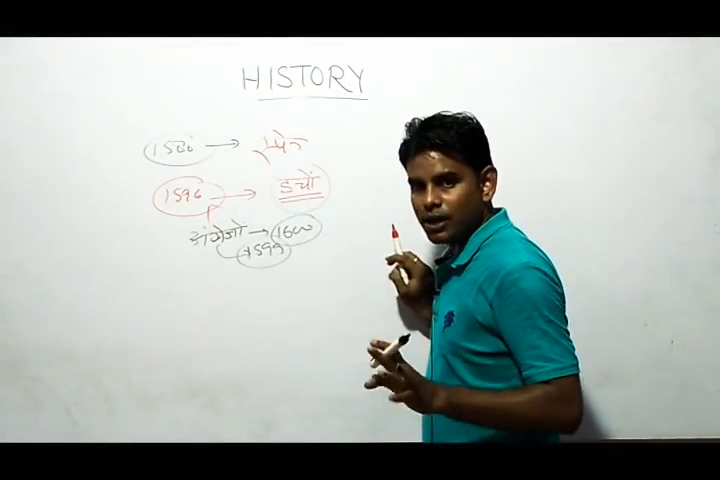 HISTORY
1580 → स्पेन
1596 → डचों
अंग्रेजों → 1600
1599